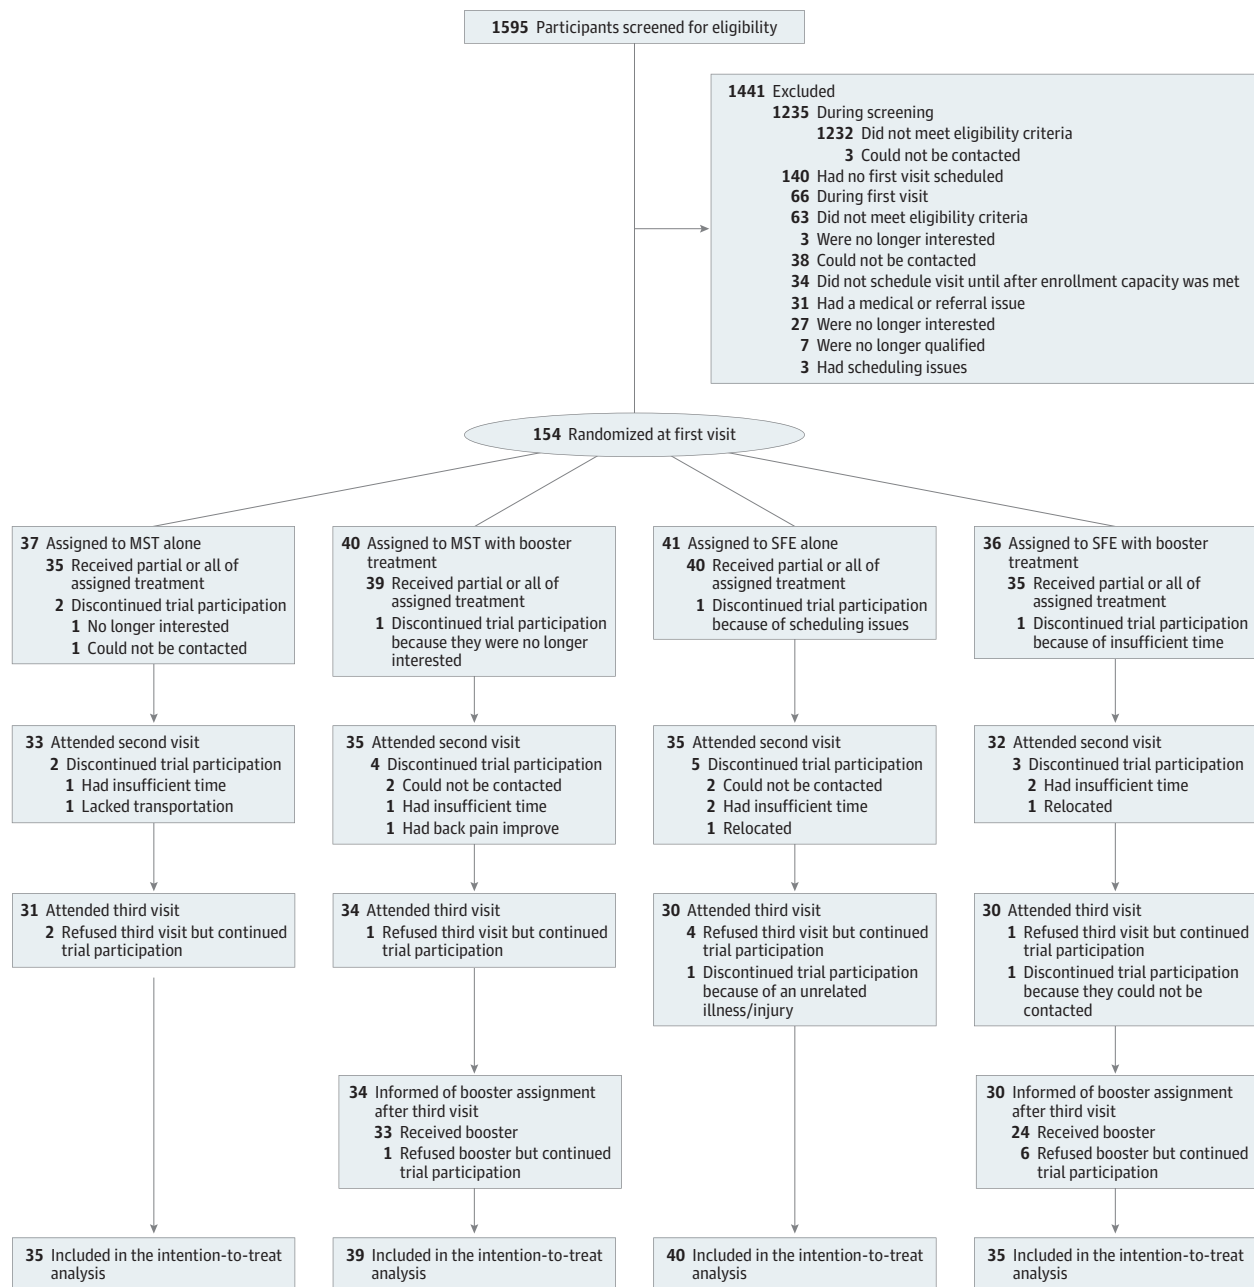 1595 Participants screened for eligibility
1441 Excluded
1235 During screening
1232 Did not meet eligibility criteria
3 Could not be contacted
140 Had no first visit scheduled
66 During first visit
63 Did not meet eligibility criteria
3 Were no longer interested
38 Could not be contacted
34 Did not schedule visit until after enrollment capacity was met
31 Had a medical or referral issue
27 Were no longer interested
7 Were no longer qualified
3 Had scheduling issues
154 Randomized at first visit
37 Assigned to MST alone
35 Received partial or all of
assigned treatment
2 Discontinued trial participation
1 No longer interested
1 Could not be contacted
40 Assigned to MST with booster
treatment
39 Received partial or all of
assigned treatment
1 Discontinued trial participation
because they were no longer
interested
41 Assigned to SFE alone
40 Received partial or all of
assigned treatment
1 Discontinued trial participation
because of scheduling issues
36 Assigned to SFE with booster
treatment
35 Received partial or all of
assigned treatment
1 Discontinued trial participation
because of insufficient time
33 Attended second visit
2 Discontinued trial participation
1 Had insufficient time
1 Lacked transportation
35 Attended second visit
4 Discontinued trial participation
2 Could not be contacted
1 Had insufficient time
1 Had back pain improve
35 Attended second visit
5 Discontinued trial participation
2 Could not be contacted
2 Had insufficient time
1 Relocated
32 Attended second visit
3 Discontinued trial participation
2 Had insufficient time
1 Relocated
31 Attended third visit
2 Refused third visit but continued
trial participation
34 Attended third visit
1 Refused third visit but continued
trial participation
30 Attended third visit
4 Refused third visit but continued
trial participation
1 Discontinued trial participation
because of an unrelated
illness/injury
30 Attended third visit
1 Refused third visit but continued
trial participation
1 Discontinued trial participation
because they could not be
contacted
34 Informed of booster assignment
after third visit
33 Received booster
1 Refused booster but continued
trial participation
30 Informed of booster assignment
after third visit
24 Received booster
6 Refused booster but continued
trial participation
35 Included in the intention-to-treat
analysis
39 Included in the intention-to-treat
analysis
40 Included in the intention-to-treat
analysis
35 Included in the intention-to-treat
analysis